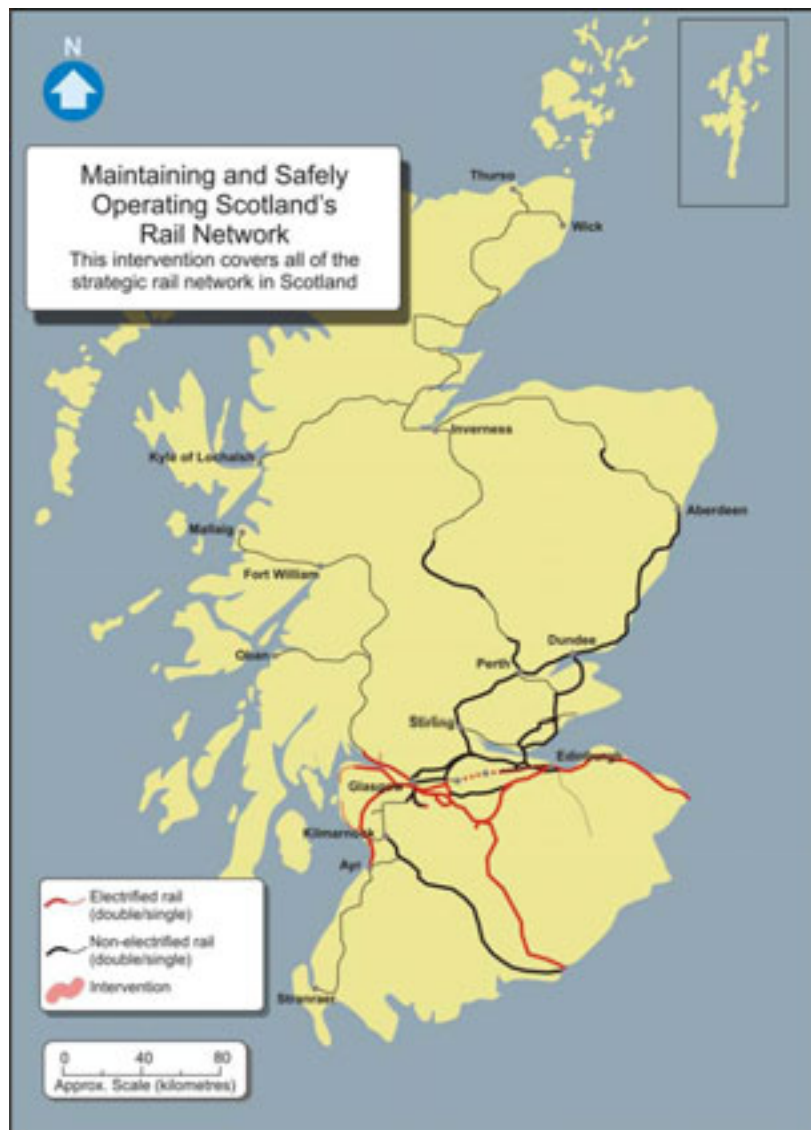 N
Maintaining and Safely
Operating Scotland's
Rail Network
This intervention covers all of the
strategic rail network in Scotland
Thurso
Wick
Inverness
Kyle of Lochalsh
Aberdeen
Mallaig
Fort William
Oban
Dundee
Perth
Stirling
Edinburgh
Glasgow
Kilmarnock
Ayr
Stranraer
Electrified rail
(double/single)
Non-electrified rail
(double/single)
Intervention
0 40 80
Approx. Scale (kilometres)